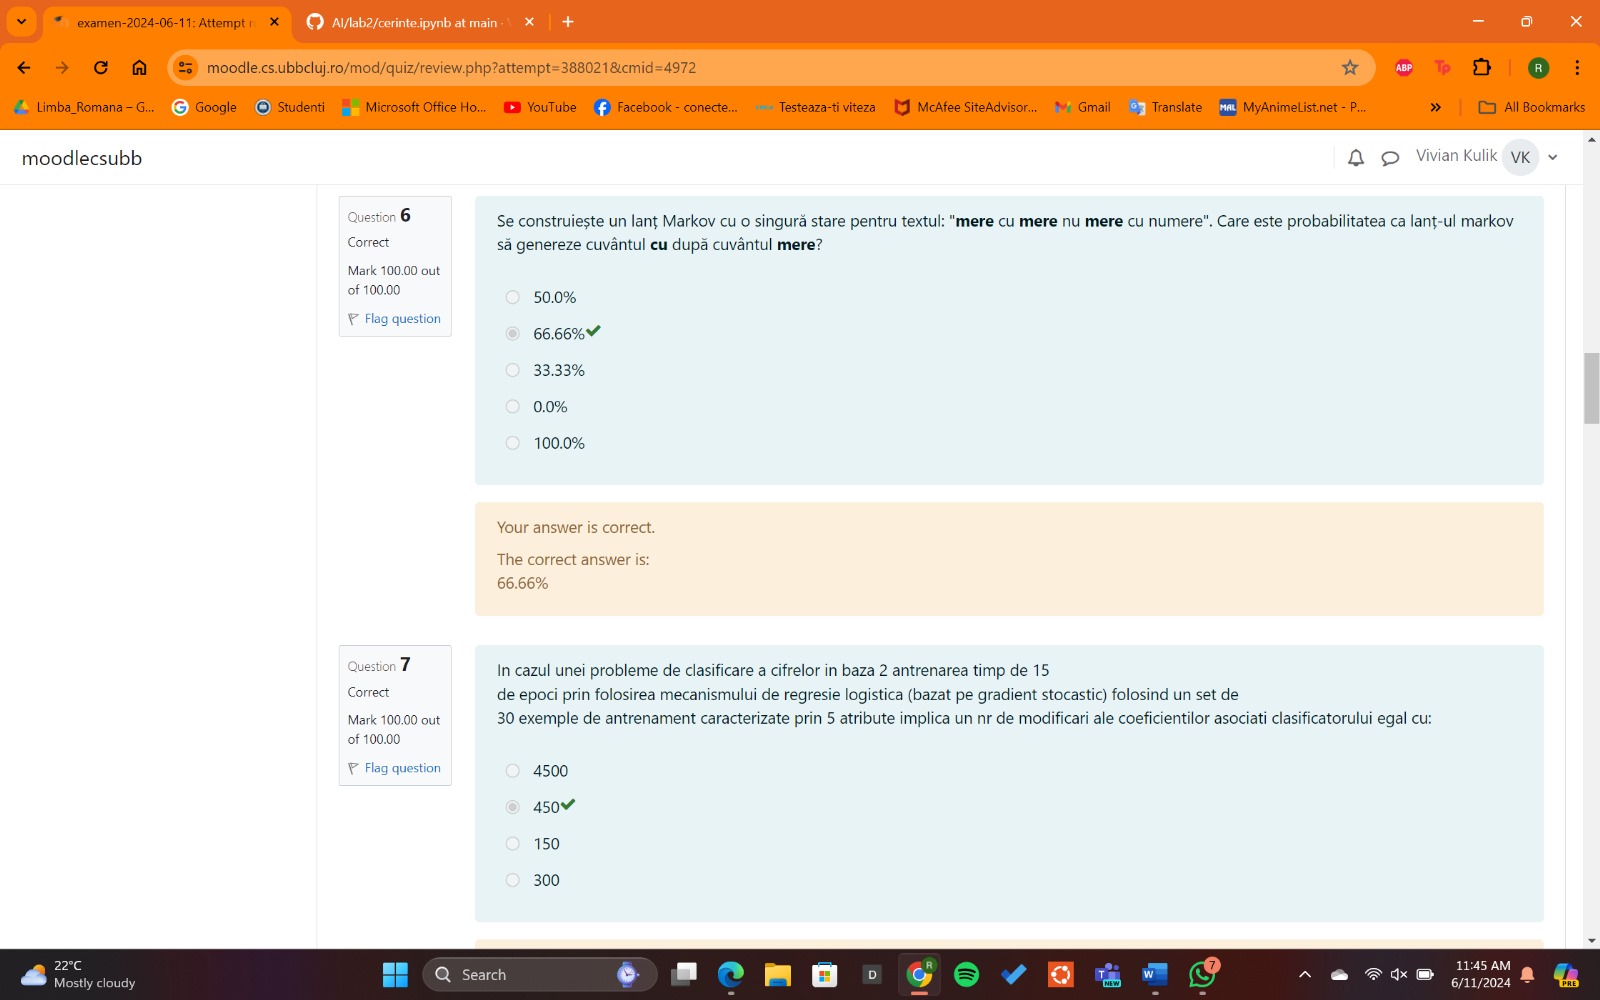 examen-2024-06-11: Attempt r
AI/lab2/cerinte.ipynb at main ·
moodle.cs.ubbcluj.ro/mod/quiz/review.php?attempt=388021&cmid=4972
ABP
Tp
R
Limba_Romana – G...
Google
Studenti
Microsoft Office Ho...
YouTube
Facebook - conecte...
Testeaza-ti viteza
McAfee SiteAdvisor...
Gmail
Translate
MAL
MyAnimeList.net - P...
»
All Bookmarks
moodlecsubb
Vivian Kulik
VK
Question 6
Correct
Mark 100.00 out
of 100.00
Flag question
Se construiește un lanț Markov cu o singură stare pentru textul: "mere cu mere nu mere cu numere". Care este probabilitatea ca lanț-ul markov
să genereze cuvântul cu după cuvântul mere?
50.0%
66.66%
33.33%
0.0%
100.0%
Your answer is correct.
The correct answer is:
66.66%
Question 7
Correct
Mark 100.00 out
of 100.00
Flag question
In cazul unei probleme de clasificare a cifrelor in baza 2 antrenarea timp de 15
de epoci prin folosirea mecanismului de regresie logistica (bazat pe gradient stocastic) folosind un set de
30 exemple de antrenament caracterizate prin 5 atribute implica un nr de modificari ale coeficientilor asociati clasificatorului egal cu:
4500
450
150
300
22°C
Mostly cloudy
Search
D
R
NEW
7
11:45 AM
6/11/2024
PRE